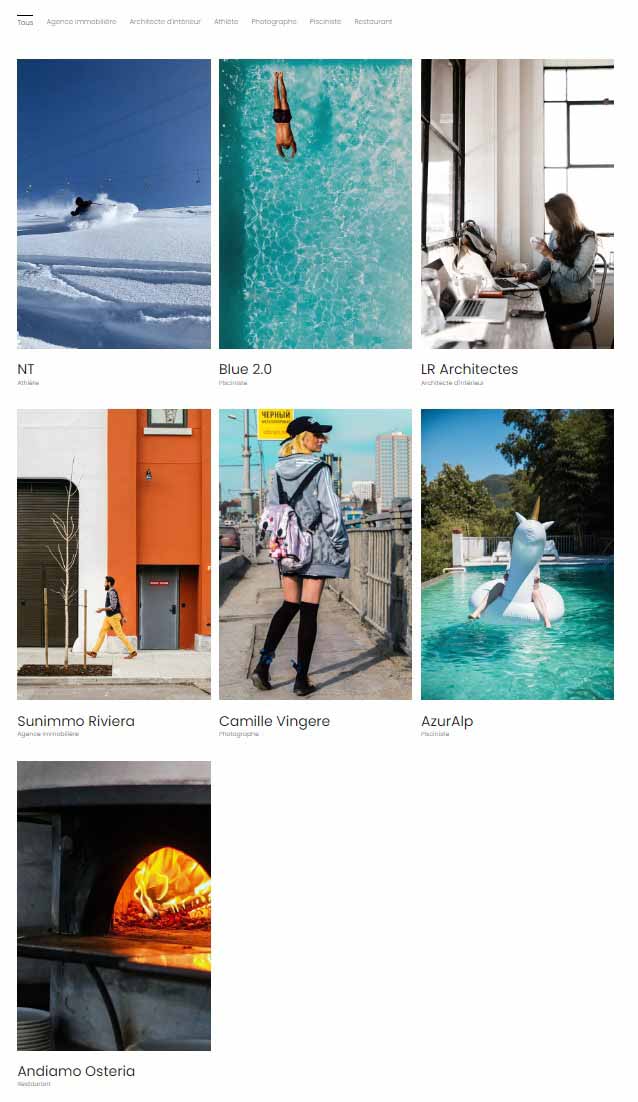 Tous Agence immobilière Architecte d'intérieur Athlète Photographe Pisciniste Restaurant
NT
Athlète
Blue 2.0
Pisciniste
LR Architectes
Architecte d'intérieur
ЧЕРНЫЙ
Sunimmo Riviera
Agence immobilière
Camille Vingere
Photographe
AzurAlp
Pisciniste
Andiamo Osteria
Restaurant